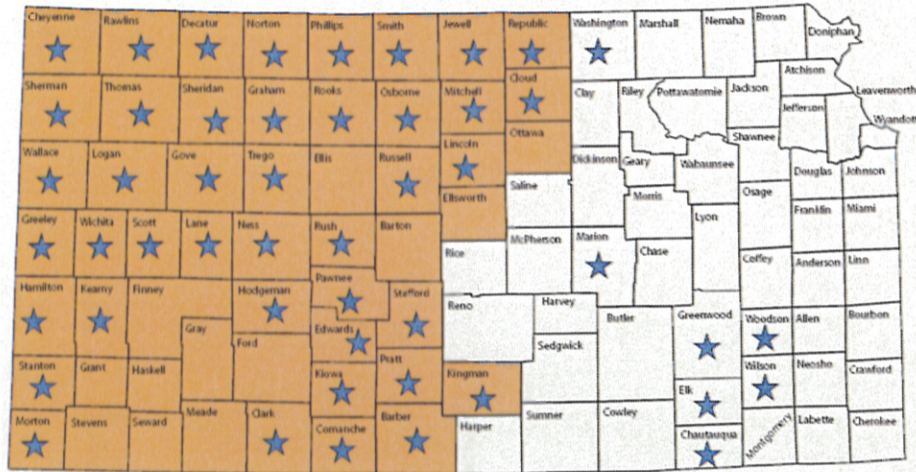 Cheyenne
Rawlins
Decatur
Norton
Phillips
Smith
Jewell
Republic
Washington
Marshall
Nemaha
Brown
Doniphan
Sherman
Thomas
Sheridan
Graham
Rooks
Osborne
Mitchell
Cloud
Clay
Riley
Pottawatomie
Jackson
Atchison
Jefferson
Leavenworth
Wyandott
Shawnee
Wallace
Logan
Gove
Trego
Ellis
Russell
Lincoln
Ottawa
Dickinson
Geary
Wabaunsee
Douglas
Johnson
Ellsworth
Saline
Morris
Osage
Greeley
Wichita
Scott
Lane
Ness
Rush
Barton
Rice
McPherson
Marion
Chase
Lyon
Franklin
Miami
Coffey
Anderson
Linn
Hamilton
Kearny
Finney
Hodgeman
Pawnee
Stafford
Reno
Harvey
Butler
Greenwood
Woodson
Allen
Bourbon
Gray
Ford
Edwards
Sedgwick
Stanton
Grant
Haskell
Kiowa
Pratt
Kingman
Elk
Wilson
Neosho
Crawford
Morton
Stevens
Seward
Meade
Clark
Comanche
Barber
Harper
Sumner
Cowley
Chautauqua
Montgomery
Labette
Cherokee